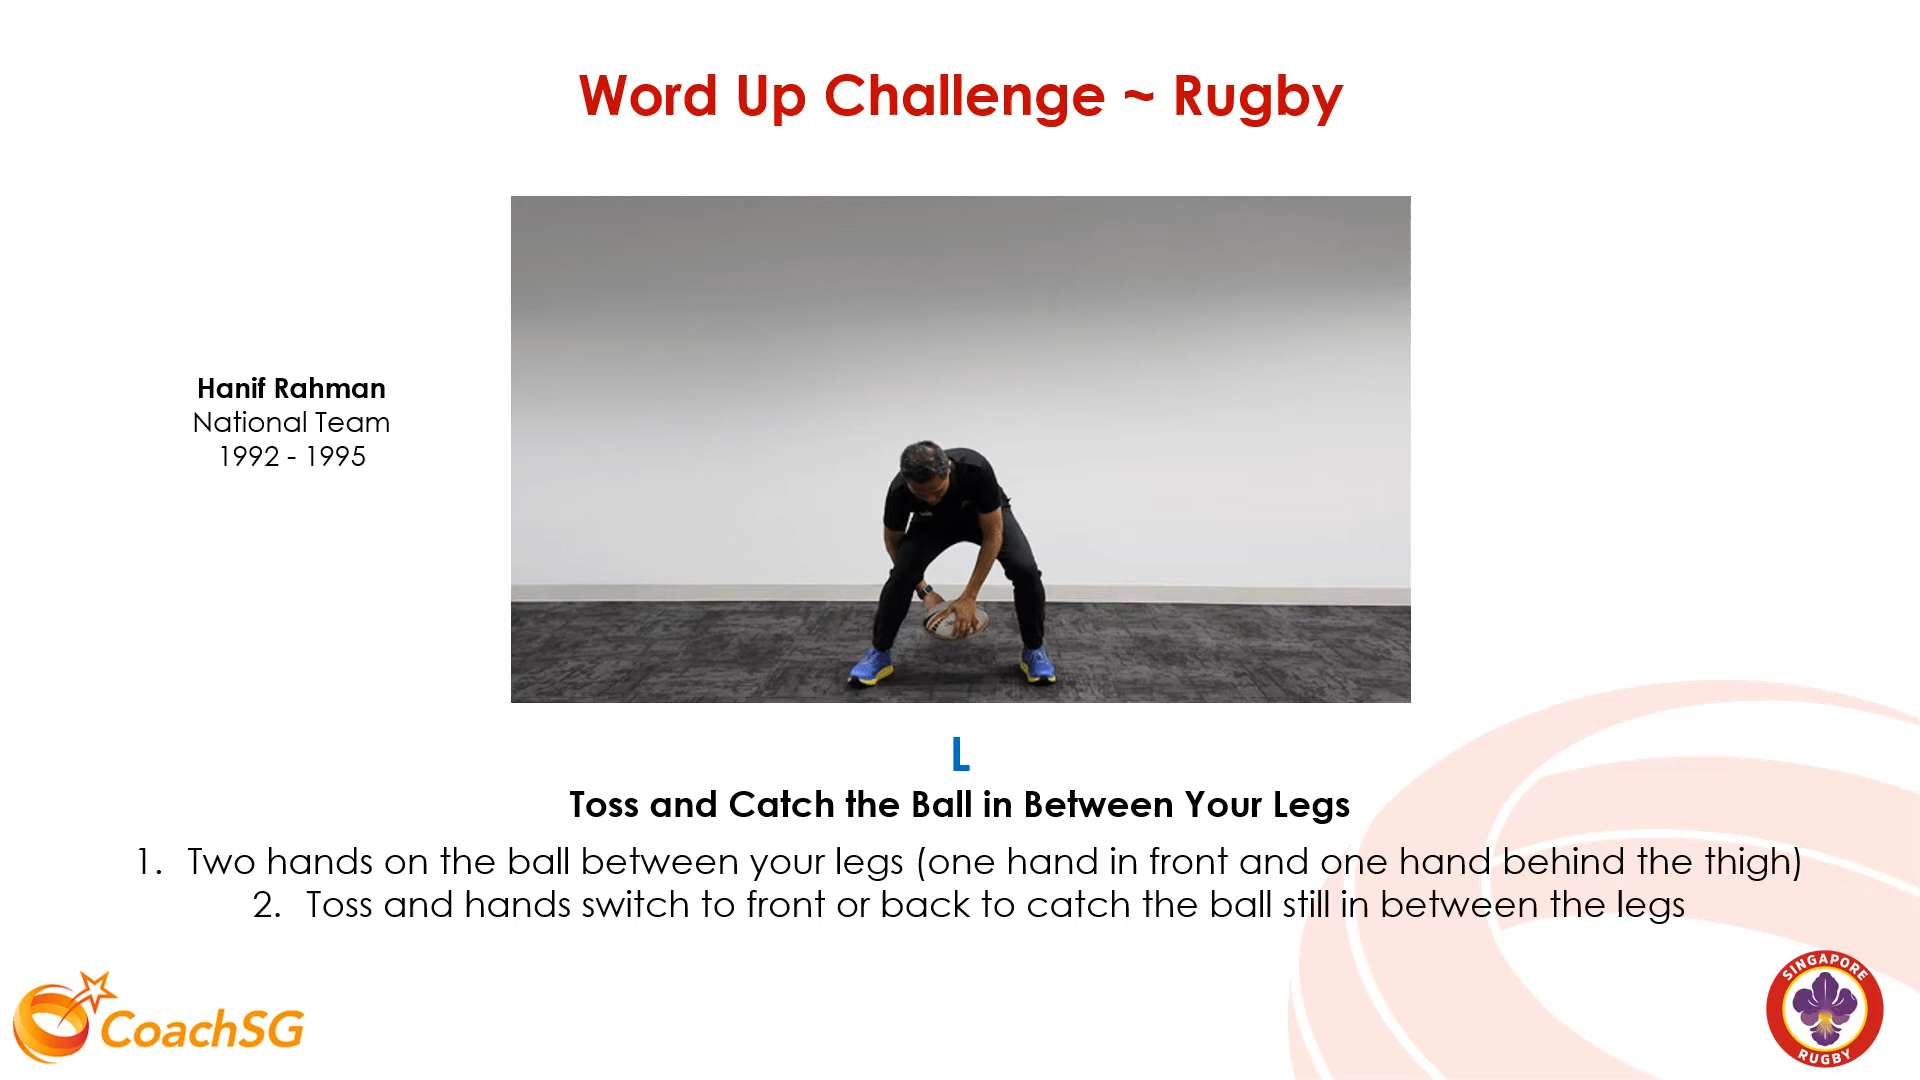 Word Up Challenge ~ Rugby
Hanif Rahman
National Team
1992 - 1995
L
Toss and Catch the Ball in Between Your Legs
1. Two hands on the ball between your legs (one hand in front and one hand behind the thigh)
2. Toss and hands switch to front or back to catch the ball still in between the legs
CoachSG
SINGAPORE
RUGBY